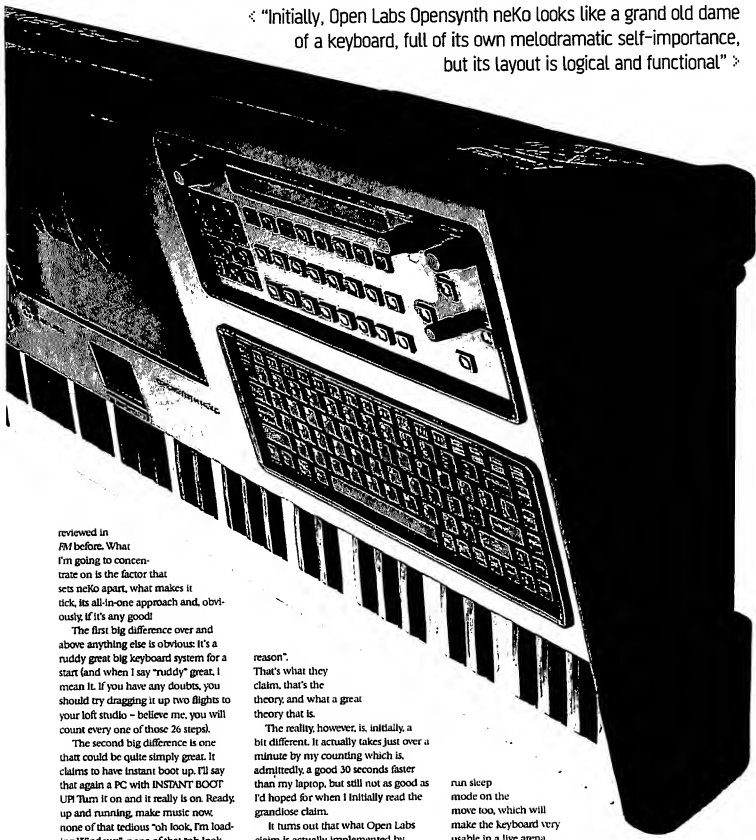 "Initially, Open Labs Opensynth neKo looks like a grand old dame
of a keyboard, full of its own melodramatic self-importance,
but its layout is logical and functional"
reviewed in
FM before. What
I'm going to concen-
trate on is the factor that
sets neKo apart, what makes it
tick, its all-in-one approach and, obvi-
ously, if it's any good!
The first big difference over and
above anything else is obvious: it's a
ruddy great big keyboard system for a
start (and when I say "ruddy" great, I
mean it. If you have any doubts, you
should try dragging it up two flights to
your loft studio – believe me, you will
count every one of those 26 steps).
The second big difference is one
thatt could be quite simply great. It
claims to have instant boot up. I'll say
that again a PC with INSTANT BOOT
UP! Turn it on and it really is on. Ready,
up and running, make music now,
none of that tedious "oh look, I'm load-
reason".
That's what they
claim, that's the
theory, and what a great
theory that is.
The reality, however, is, initially, a
bit different. It actually takes just over a
minute by my counting which is,
admittedly, a good 30 seconds faster
than my laptop, but still not as good as
I'd hoped for when I initially read the
grandiose claim.
It turns out that what Open Labs
claim is actually implemented by
run sleep
mode on the
move too, which will
make the keyboard very
usable in a live arena